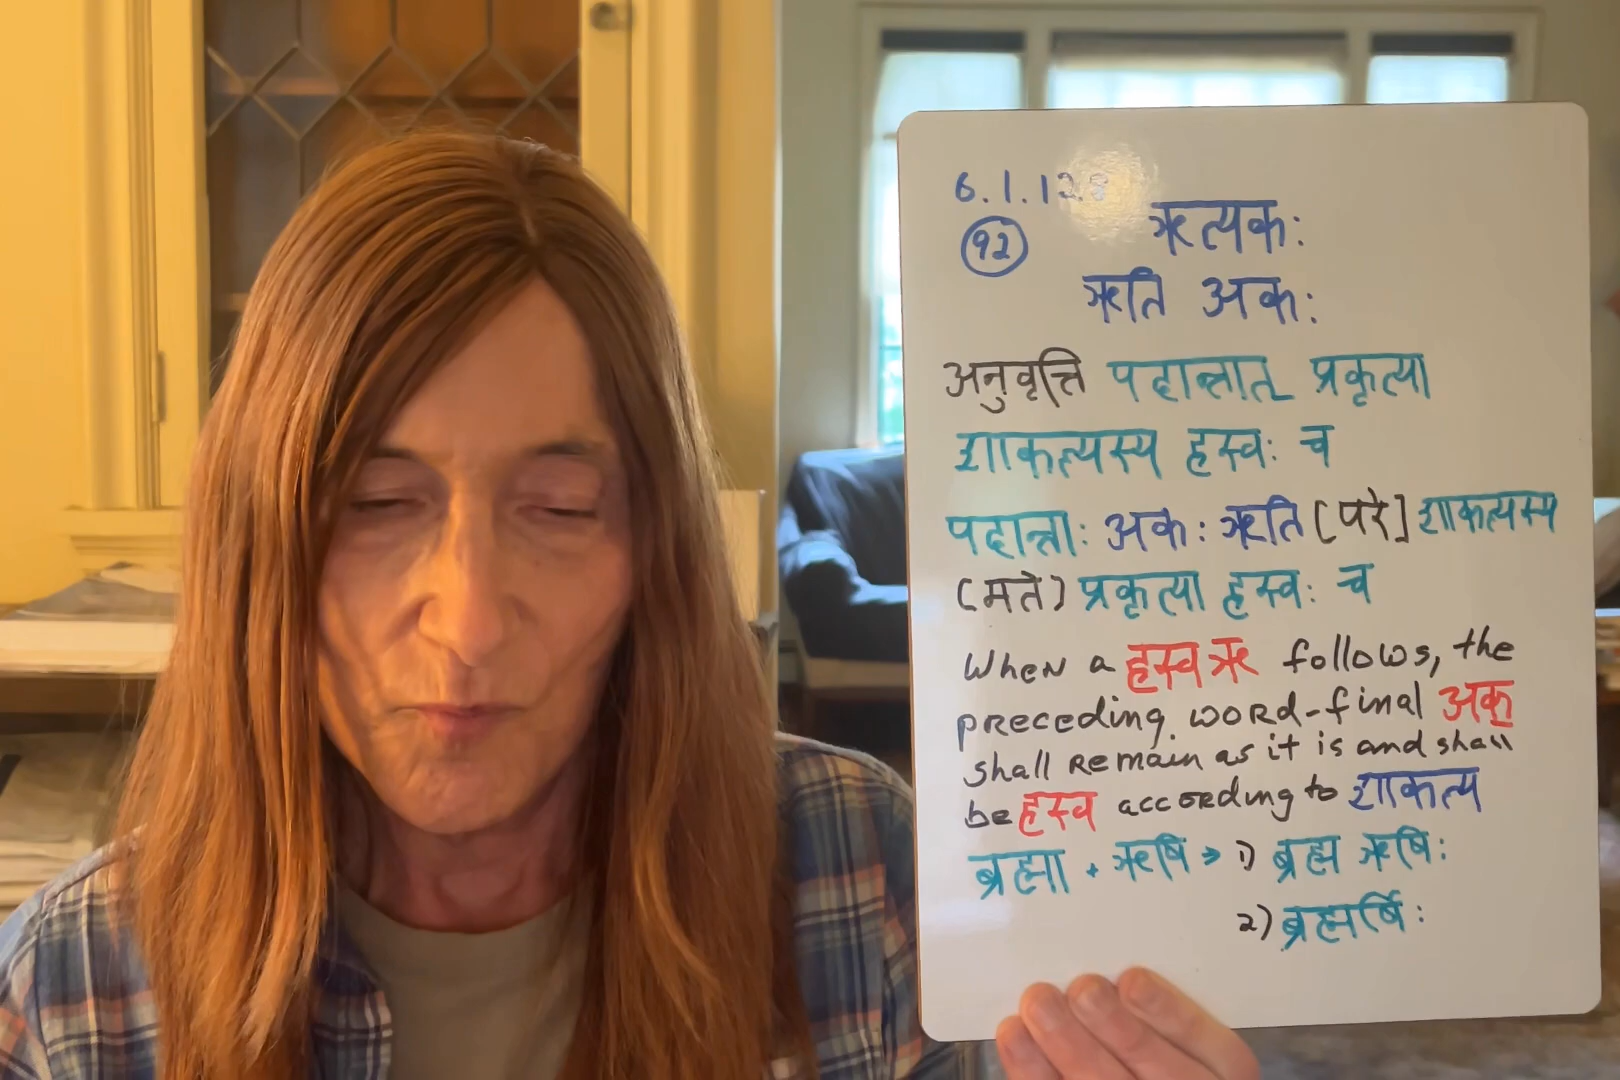 6.1.128
92
ऋत्यक:
ऋति अक:
अनुवृत्ति पदान्तात् प्रकृत्या
शाकल्यस्य ह्रस्व: च
पदान्ता: अक: ऋति [परे] शाकल्यस्य
(मते) प्रकृत्या ह्रस्व: च
When a ह्रस्व ऋ follows, the
preceding word-final अक्
shall remain as it is and shall
be ह्रस्व according to शाकल्य
ब्रह्मा + ऋषि → 1) ब्रह्म ऋषि:
2) ब्रह्मर्षि: